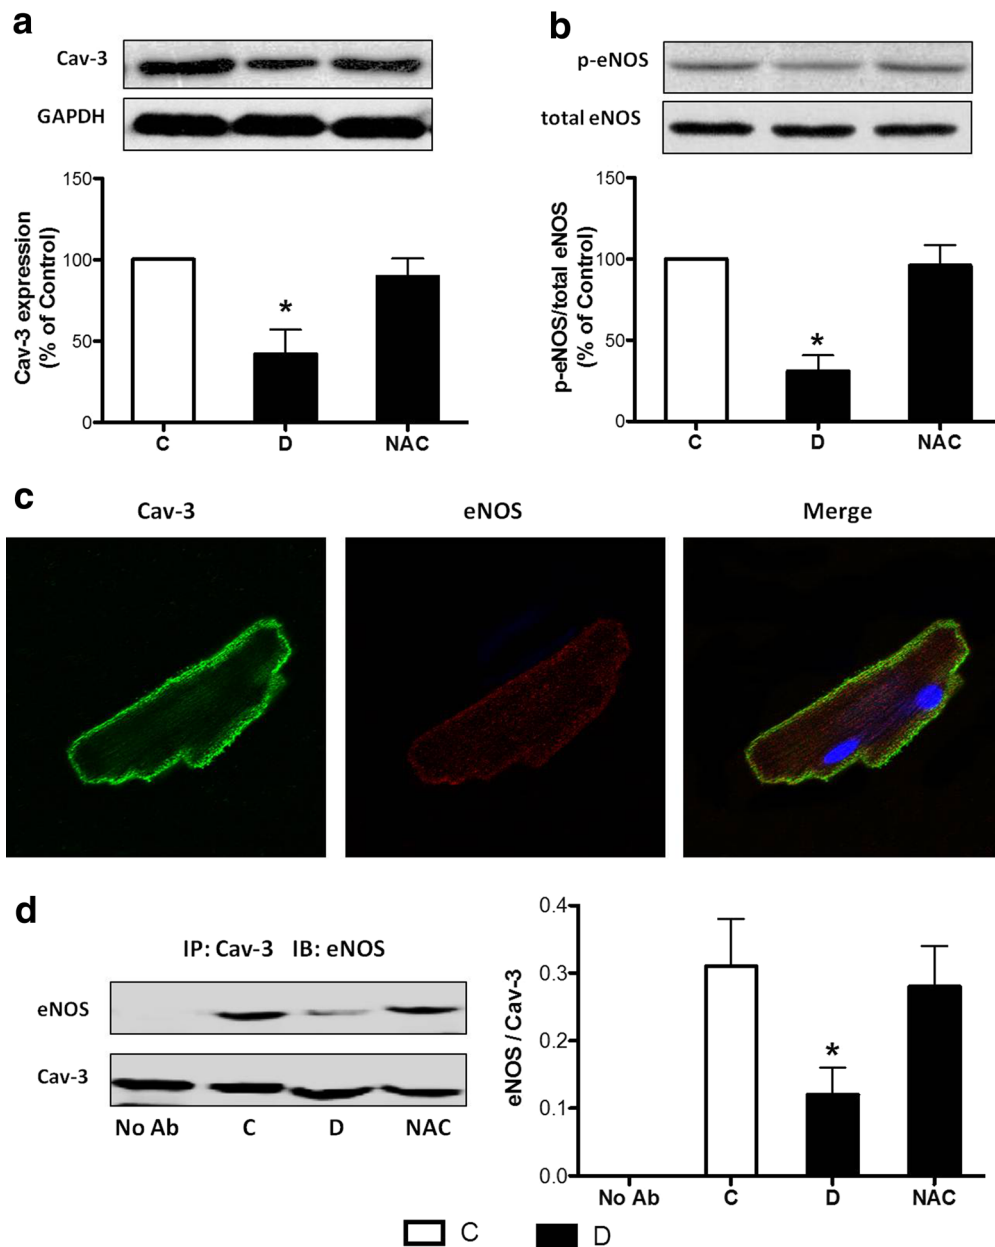 a
Cav-3
GAPDH
150
100
50
0
Cav-3 expression
(% of Control)
*
C D NAC
b
p-eNOS
total eNOS
150
100
50
0
p-eNOS/total eNOS
(% of Control)
*
C D NAC
c
Cav-3 eNOS Merge
d
IP: Cav-3 IB: eNOS
eNOS
Cav-3
No Ab C D NAC
0.4
0.3
0.2
0.1
0.0
eNOS / Cav-3
*
No Ab C D NAC
C D